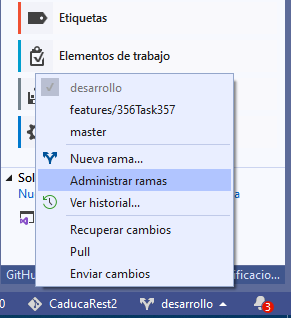 Etiquetas
Elementos de trabajo
desarrollo
features/356Task357
master
Nueva rama...
Sol
Administrar ramas
Nu
Ver historial...
a
Recuperar cambios
Pull
Enviar cambios
GitHu
ificacio...
0
CaducaRest2
desarrollo
3